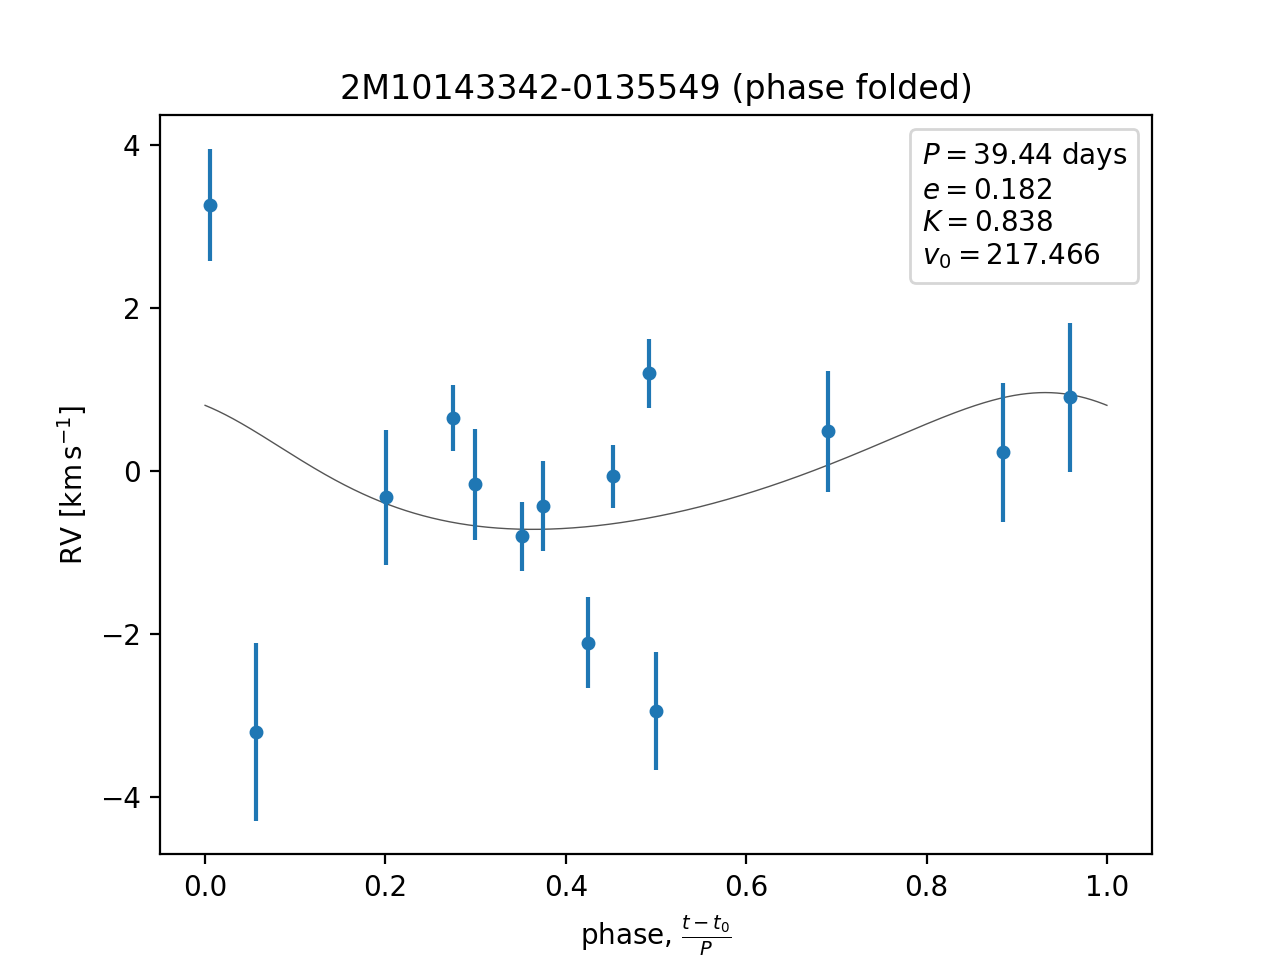 2M10143342-0135549 (phase folded)
P = 39.44 days
e = 0.182
K = 0.838
v₀ = 217.466
4
2
0
−2
−4
RV [km s⁻¹]
0.0 0.2 0.4 0.6 0.8 1.0
phase, (t − t₀)/P